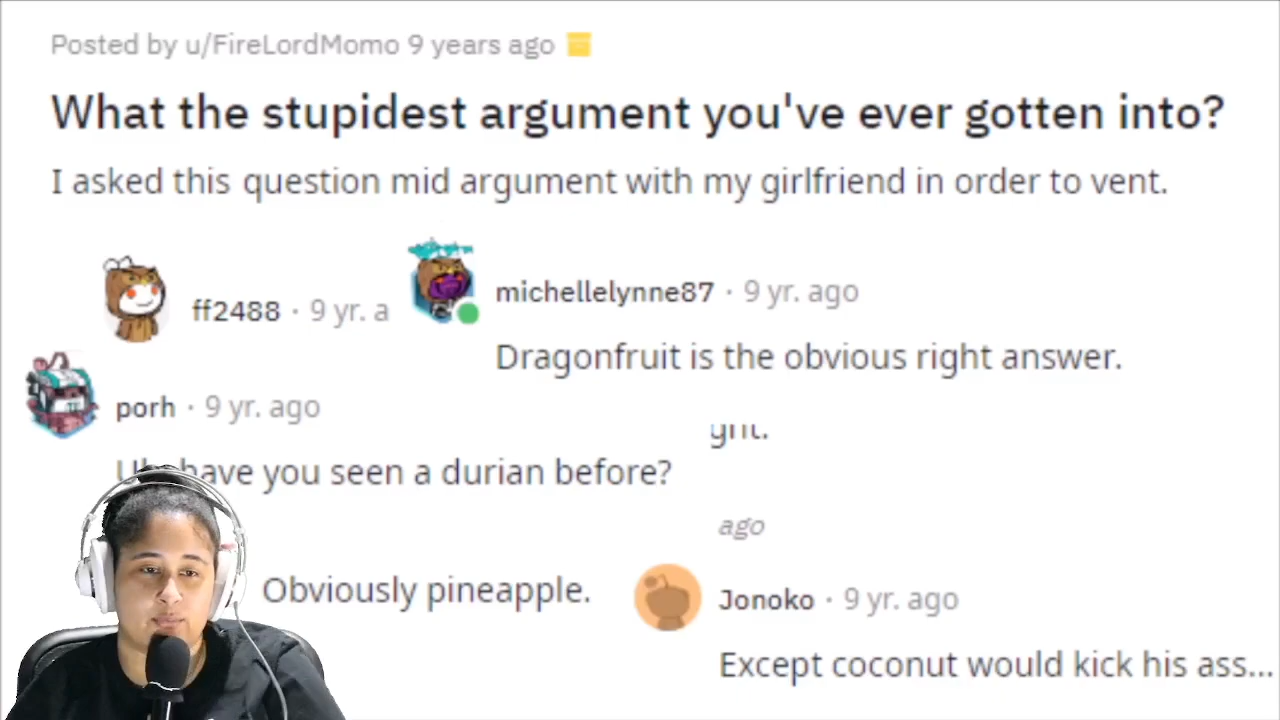 Posted by u/FireLordMomo 9 years ago
What the stupidest argument you've ever gotten into?
I asked this question mid argument with my girlfriend in order to vent.
ff2488 · 9 yr. a
michellelynne87 · 9 yr. ago
Dragonfruit is the obvious right answer.
porh · 9 yr. ago
have you seen a durian before?
ago
Obviously pineapple.
Jonoko · 9 yr. ago
Except coconut would kick his ass...